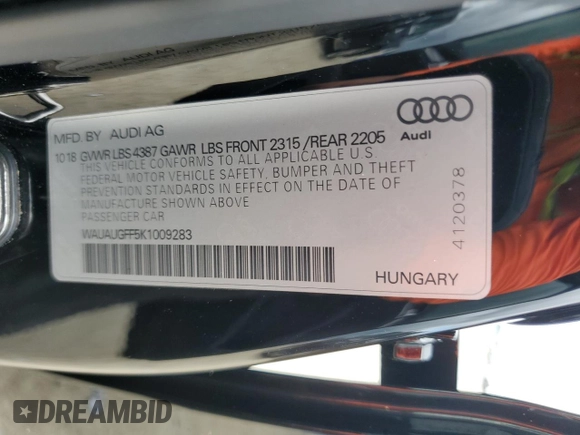 MFD. BY AUDI AG
10 18 GVWR LBS 4387 GAWR LBS FRONT 2315 /REAR 2205
THIS VEHICLE CONFORMS TO ALL APPLICABLE U S
FEDERAL MOTOR VEHICLE SAFETY, BUMPER AND THEFT
PREVENTION STANDARDS IN EFFECT ON THE DATE OF
MANUFACTURE SHOWN ABOVE
PASSENGER CAR
WAUAUGFF5K1009283
HUNGARY
Audi
4120378
DREAMBID